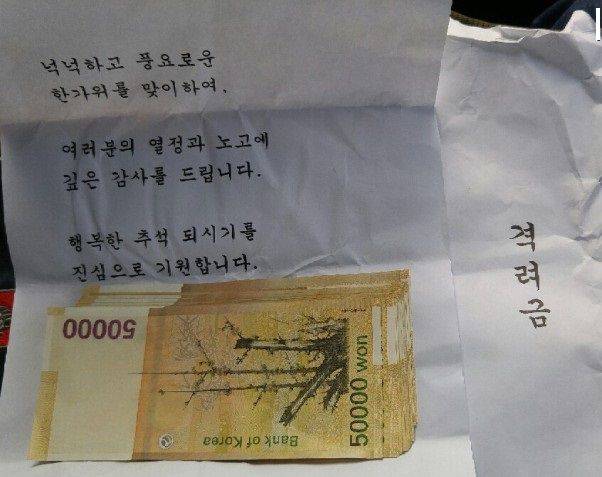 넉넉하고 풍요로운
한가위를 맞이하여.
여러분의 열정과 노고에
깊은 감사를 드립니다.
행복한 추석 되시기를
진심으로 기원합니다.
격려금
50000
Bank of Korea
50000 won